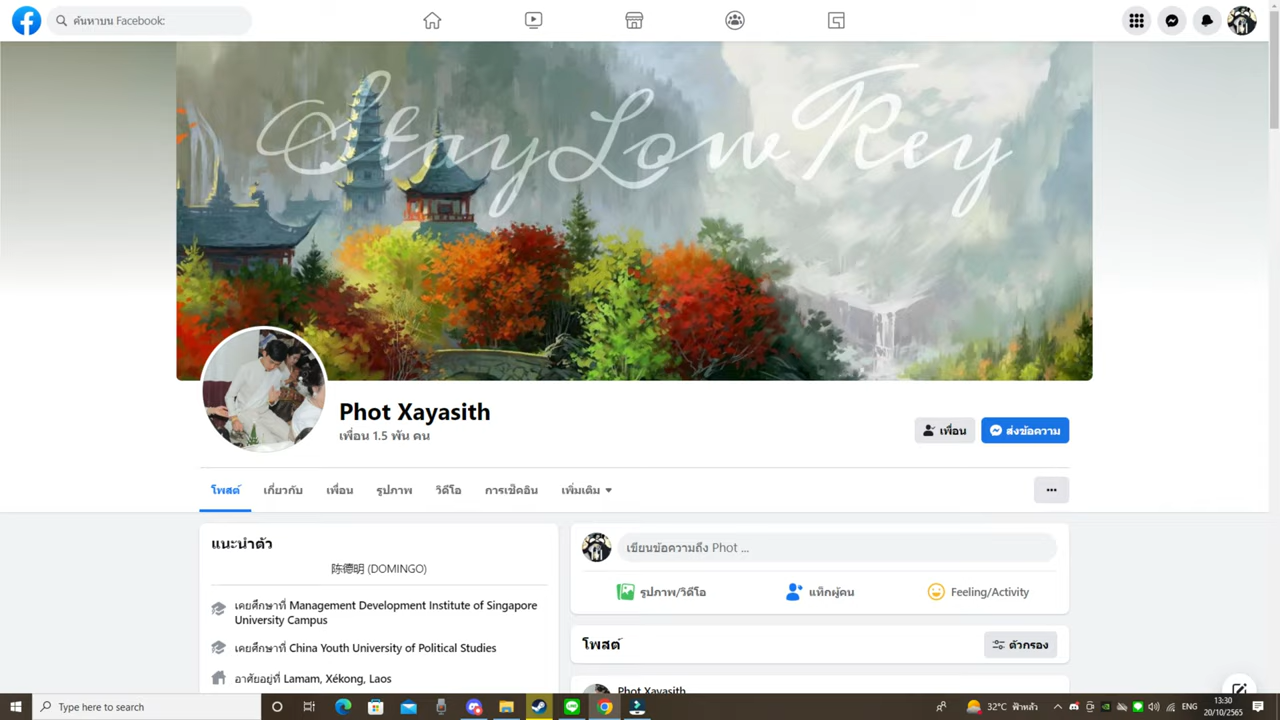 ค้นหาบน Facebook:
StayLowKey
Phot Xayasith
เพื่อน 1.5 พัน คน
เพื่อน
ส่งข้อความ
โพสต์
เกี่ยวกับ
เพื่อน
รูปภาพ
วิดีโอ
การเช็คอิน
เพิ่มเติม
แนะนำตัว
陈德明 (DOMINGO)
เคยศึกษาที่ Management Development Institute of Singapore
University Campus
เคยศึกษาที่ China Youth University of Political Studies
อาศัยอยู่ที่ Lamam, Xékong, Laos
เขียนข้อความถึง Phot ...
รูปภาพ/วิดีโอ
แท็กผู้คน
Feeling/Activity
โพสต์
ตัวกรอง
Phot Xayasith
Type here to search
32°C ฟ้าหลัว
ENG
13:30
20/10/2565